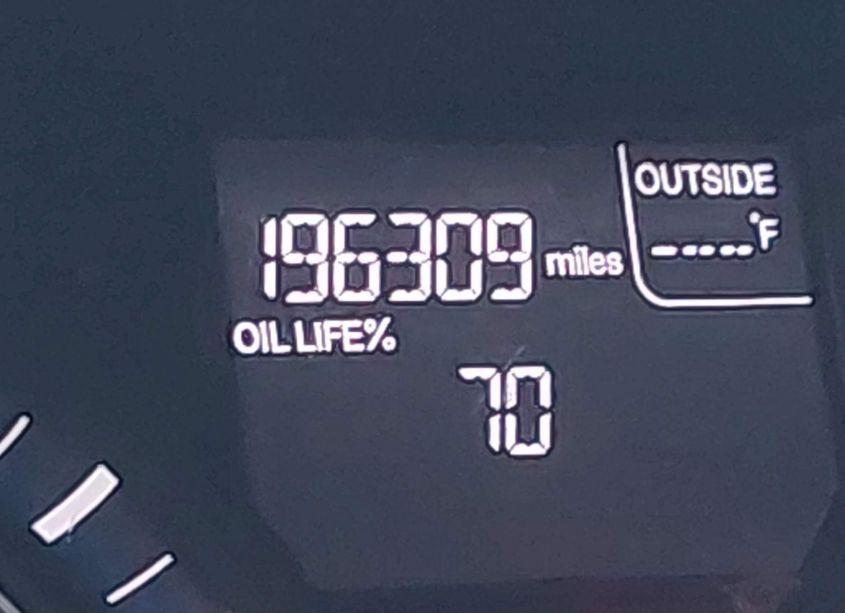 OUTSIDE
----°F
196309 miles
OIL LIFE%
70